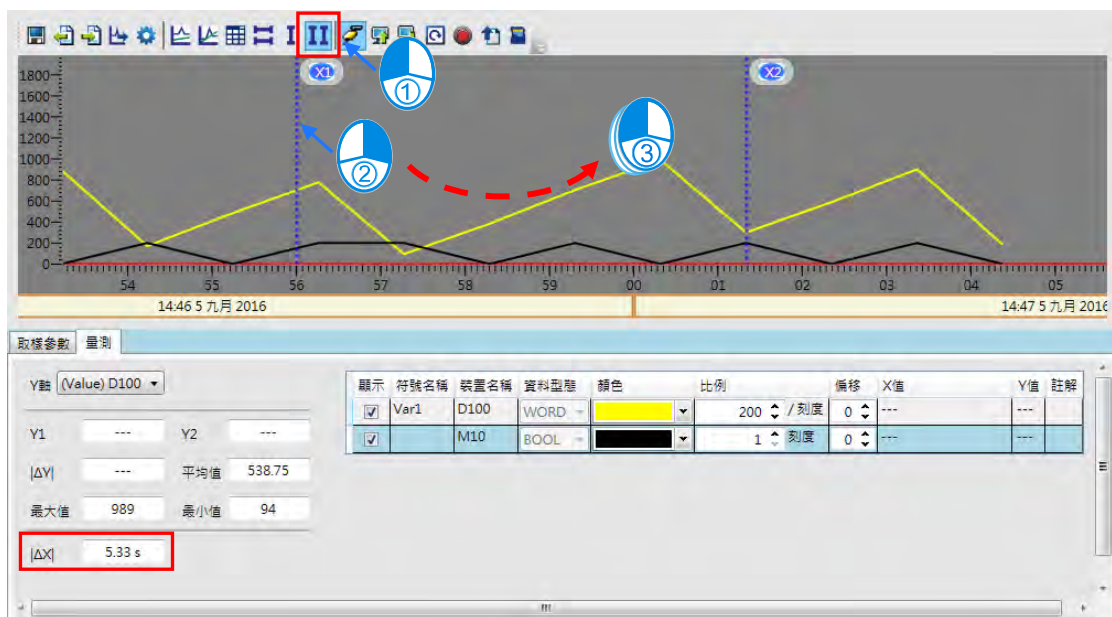 X1
X2
①
②
③
1800
1600
1400
1200
1000
800
600
400
200
0
54 55 56 57 58 59 00 01 02 03 04 05
14:46 5 九月 2016
14:47 5 九月 2016
取樣參數 量測
Y軸 (Value) D100
Y1 --- Y2 ---
|ΔY| --- 平均值 538.75
最大值 989 最小值 94
|ΔX| 5.33 s
顯示 符號名稱 裝置名稱 資料型態 顏色 比例 偏移 X值 Y值 註解
Var1 D100 WORD 200 / 刻度 0 --- ---
M10 BOOL 1 刻度 0 --- ---